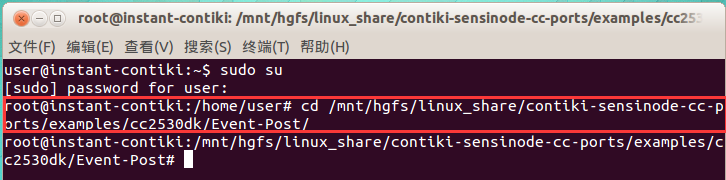 root@instant-contiki: /mnt/hgfs/linux_share/contiki-sensinode-cc-ports/examples/cc253
文件(F) 编辑(E) 查看(V) 搜索(S) 终端(T) 帮助(H)
user@instant-contiki:~$ sudo su
[sudo] password for user:
root@instant-contiki:/home/user# cd /mnt/hgfs/linux_share/contiki-sensinode-cc-p
orts/examples/cc2530dk/Event-Post/
root@instant-contiki:/mnt/hgfs/linux_share/contiki-sensinode-cc-ports/examples/c
c2530dk/Event-Post#